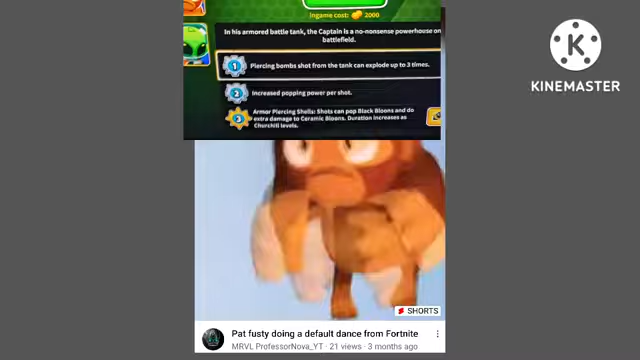 Ingame cost: 2000
In his armored battle tank, the Captain is a no-nonsense powerhouse on
battlefield.
1 Piercing bombs shot from the tank can explode up to 3 times.
2 Increased popping power per shot.
3 Armor Piercing Shells: Shots can pop Black Bloons and do
extra damage to Ceramic Bloons. Duration increases as
Churchill levels.
K
KINEMASTER
SHORTS
Pat fusty doing a default dance from Fortnite
MRVL ProfessorNova_YT · 21 views · 3 months ago